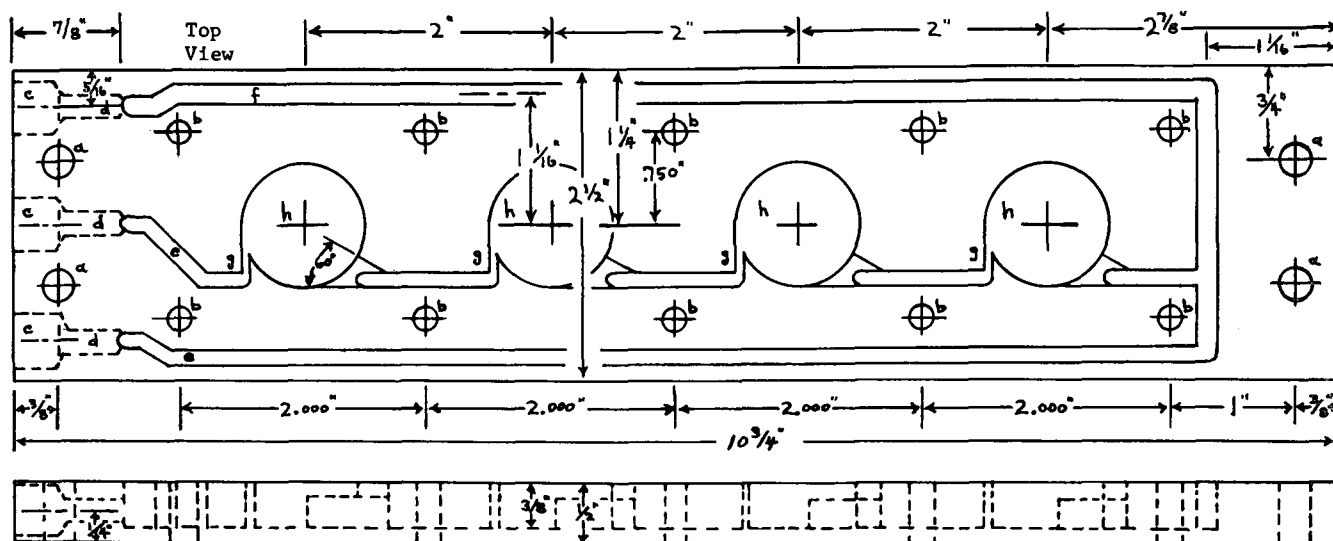 7/8" Top 2" 2" 2" 2 7/8"
View 1 1/16"
5/16"
c d f 3/4"
b b b b b
a 1 1/16" 1 1/4" .750" a
2 1/2"
c d h h h h
e g 60° g g g
a a
b b b b b
c d e
3/8" 2.000" 2.000" 2.000" 2.000" 1" 3/8"
10 3/4"
3/8" 1/2"
1/4"